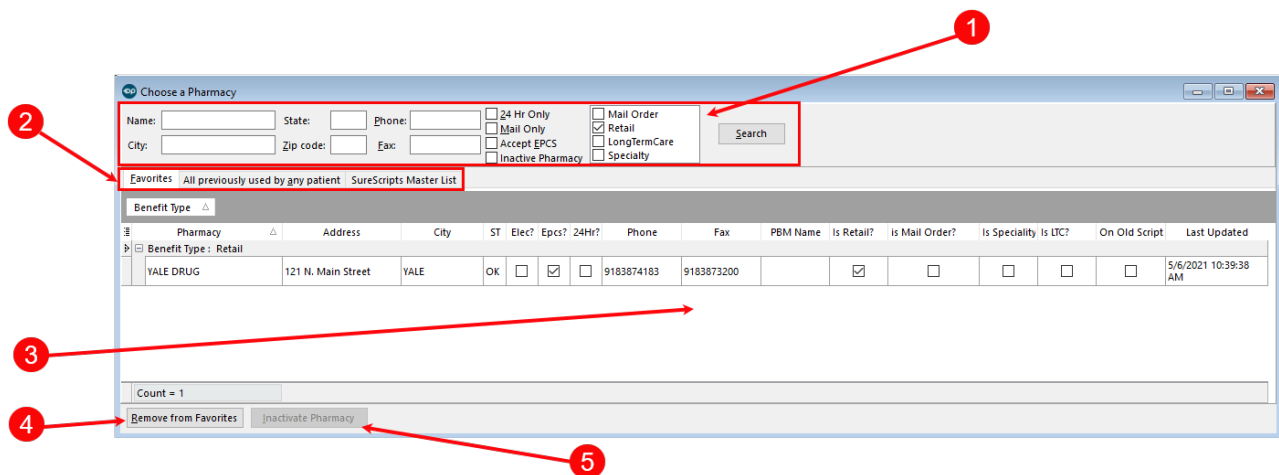 1
Choose a Pharmacy
2
Name: State: Phone: 24 Hr Only Mail Order
Mail Only Retail
Search
City: Zip code: Fax: Accept EPCS LongTermCare
Inactive Pharmacy Specialty
Favorites All previously used by any patient SureScripts Master List
Benefit Type
Pharmacy Address City ST Elec? Epcs? 24Hr? Phone Fax PBM Name Is Retail? is Mail Order? Is Speciality Is LTC? On Old Script Last Updated
Benefit Type : Retail
YALE DRUG 121 N. Main Street YALE OK 9183874183 9183873200 5/6/2021 10:39:38
AM
3
Count = 1
4
Remove from Favorites Inactivate Pharmacy
5